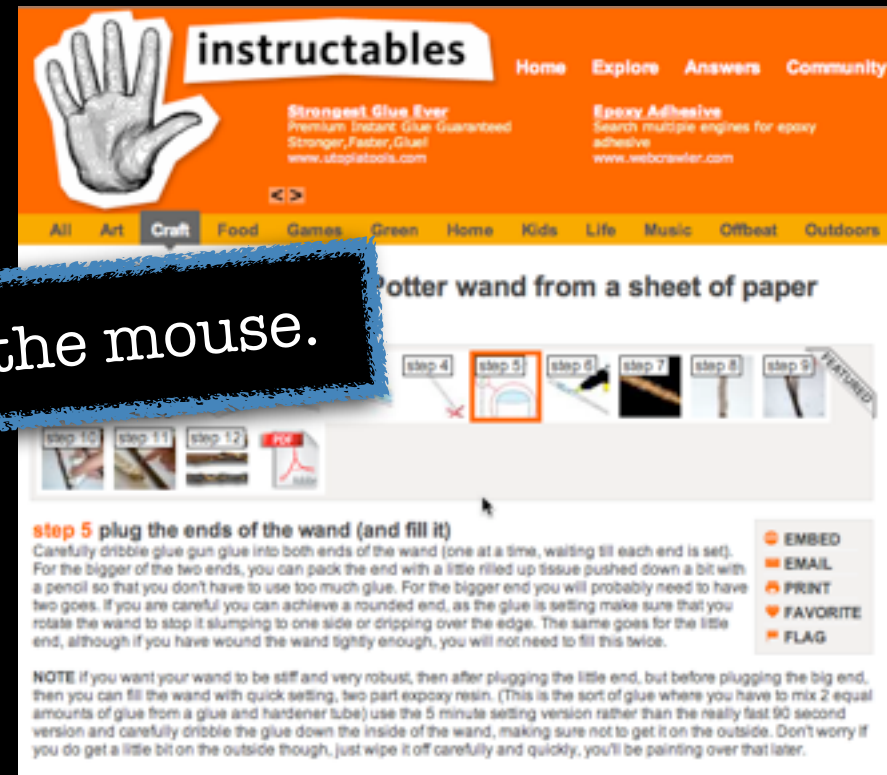 instructables
Home Explore Answers Community
Strongest Glue Ever
Premium Instant Glue Guaranteed
Stronger,Faster,Glue!
www.utoplatools.com
Epoxy Adhesive
Search multiple engines for epoxy
adhesive
www.webcrawler.com
< >
All Art Craft Food Games Green Home Kids Life Music Offbeat Outdoors
Potter wand from a sheet of paper
the mouse.
step 4 step 5 step 6 step 7 step 8 step 9
FEATURED
step 10 step 11 step 12 PDF
Adobe
step 5 plug the ends of the wand (and fill it)
Carefully dribble glue gun glue into both ends of the wand (one at a time, waiting till each end is set).
For the bigger of the two ends, you can pack the end with a little rilled up tissue pushed down a bit with
a pencil so that you don't have to use too much glue. For the bigger end you will probably need to have
two goes. If you are careful you can achieve a rounded end, as the glue is setting make sure that you
rotate the wand to stop it slumping to one side or dripping over the edge. The same goes for the little
end, although if you have wound the wand tightly enough, you will not need to fill this twice.
EMBED
EMAIL
PRINT
FAVORITE
FLAG
NOTE if you want your wand to be stiff and very robust, then after plugging the little end, but before plugging the big end,
then you can fill the wand with quick setting, two part expoxy resin. (This is the sort of glue where you have to mix 2 equal
amounts of glue from a glue and hardener tube) use the 5 minute setting version rather than the really fast 90 second
version and carefully dribble the glue down the inside of the wand, making sure not to get it on the outside. Don't worry if
you do get a little bit on the outside though, just wipe it off carefully and quickly, you'll be painting over that later.